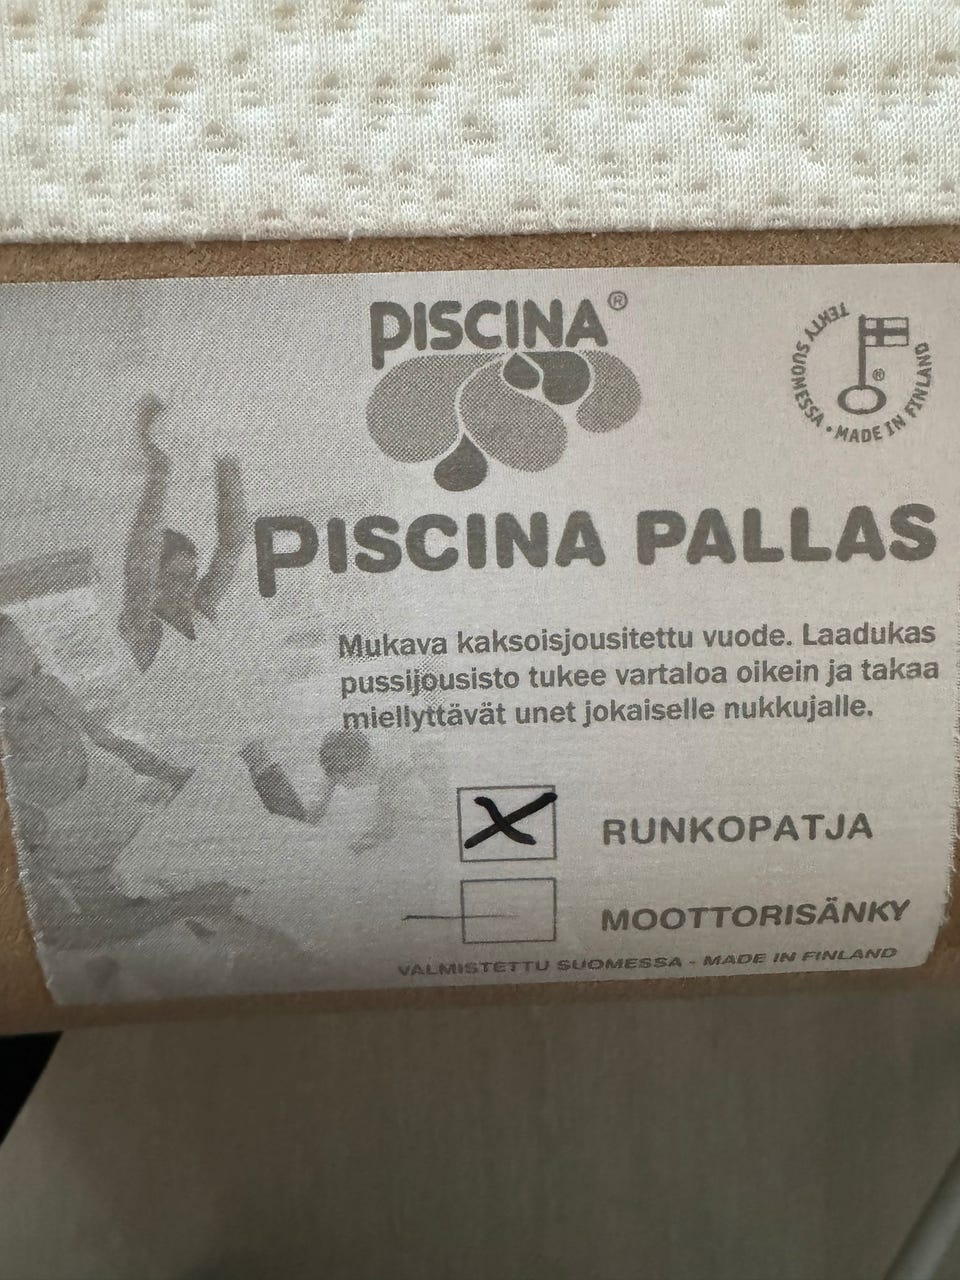 PISCINA®
TEHTY SUOMESSA • MADE IN FINLAND
®
PISCINA PALLAS
Mukava kaksoisjousitettu vuode. Laadukas
pussijousisto tukee vartaloa oikein ja takaa
miellyttävät unet jokaiselle nukkujalle.
RUNKOPATJA
MOOTTORISÄNKY
VALMISTETTU SUOMESSA - MADE IN FINLAND